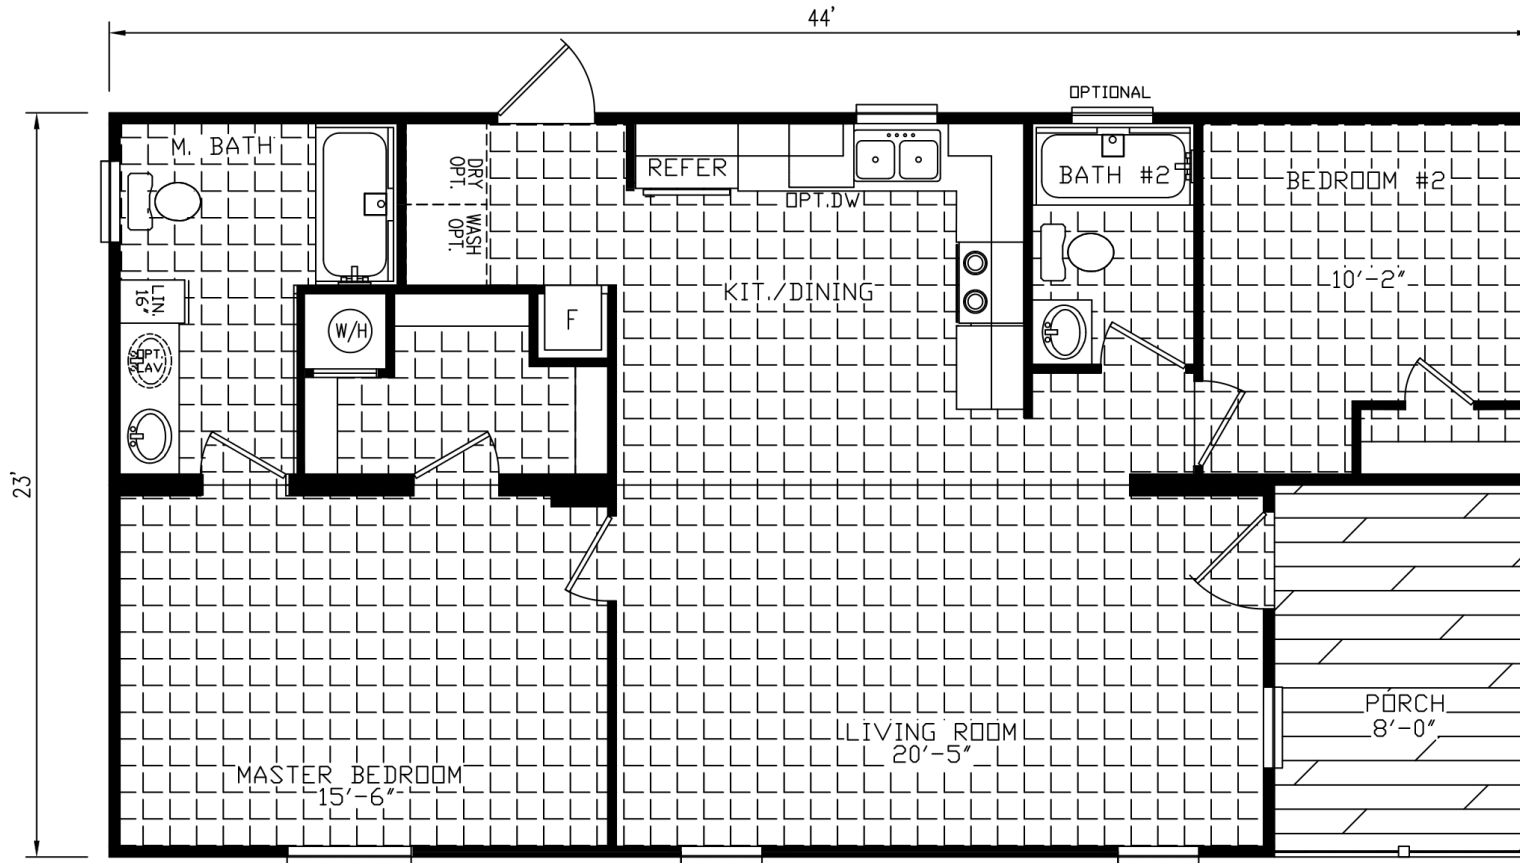 44'
OPTIONAL
M. BATH
DRY
OPT.
REFER
BATH #2
BEDROOM #2
OPT.DW
WASH
OPT.
10'-2"
LIN.
16"
KIT./DINING
W/H
F
OPT.
LAV
23'
PORCH
8'-0"
LIVING ROOM
20'-5"
MASTER BEDROOM
15'-6"